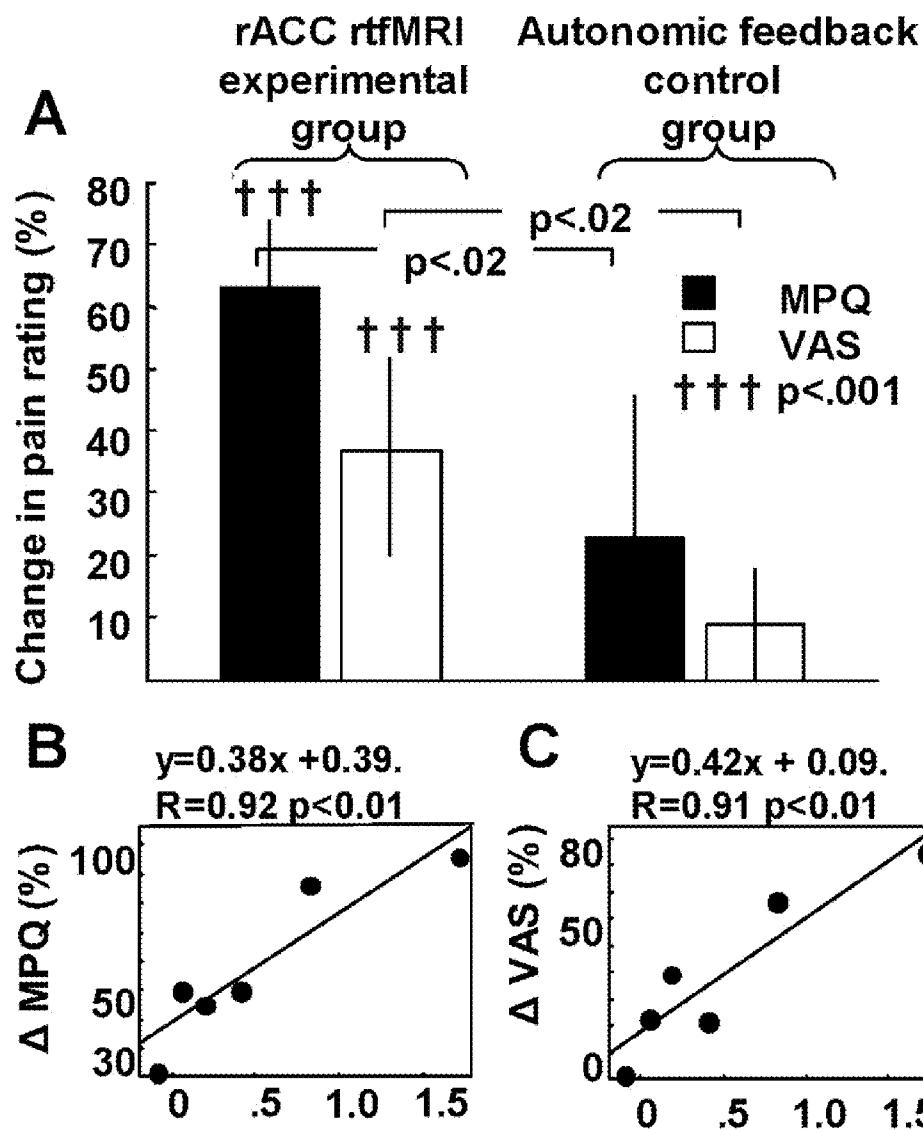 rACC rtfMRI
experimental
group
Autonomic feedback
control
group
A
Change in pain rating (%)
80
70
60
50
40
30
20
10
† † †
p<.02
p<.02
† † †
MPQ
VAS
† † † p<.001
B
y=0.38x +0.39.
R=0.92 p<0.01
Δ MPQ (%)
100
50
30
0 .5 1.0 1.5
C
y=0.42x + 0.09.
R=0.91 p<0.01
Δ VAS (%)
80
50
0
0 .5 1.0 1.5